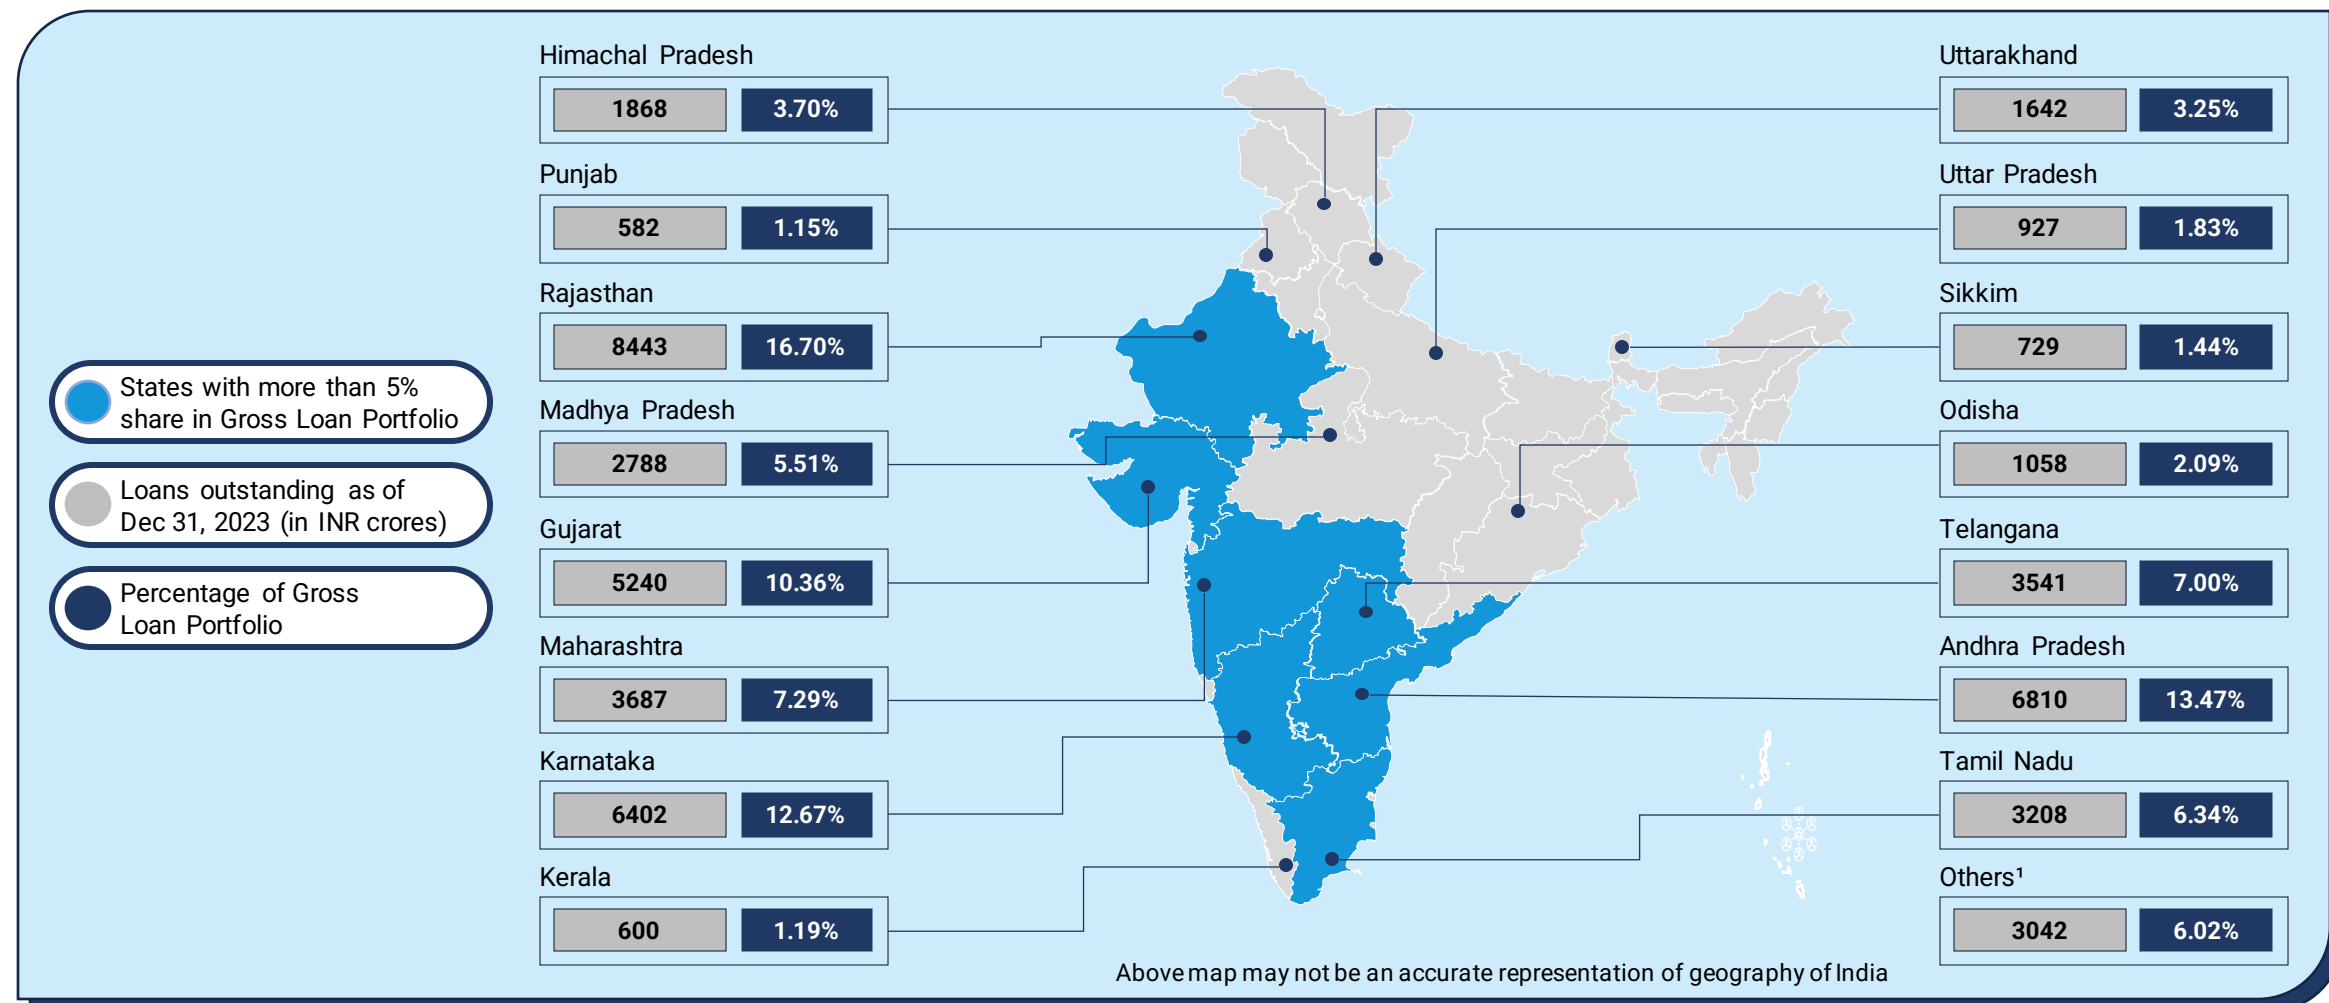 States with more than 5%
share in Gross Loan Portfolio
Loans outstanding as of
Dec 31, 2023 (in INR crores)
Percentage of Gross
Loan Portfolio
Himachal Pradesh
1868 3.70%
Punjab
582 1.15%
Rajasthan
8443 16.70%
Madhya Pradesh
2788 5.51%
Gujarat
5240 10.36%
Maharashtra
3687 7.29%
Karnataka
6402 12.67%
Kerala
600 1.19%
Uttarakhand
1642 3.25%
Uttar Pradesh
927 1.83%
Sikkim
729 1.44%
Odisha
1058 2.09%
Telangana
3541 7.00%
Andhra Pradesh
6810 13.47%
Tamil Nadu
3208 6.34%
Others¹
3042 6.02%
Above map may not be an accurate representation of geography of India